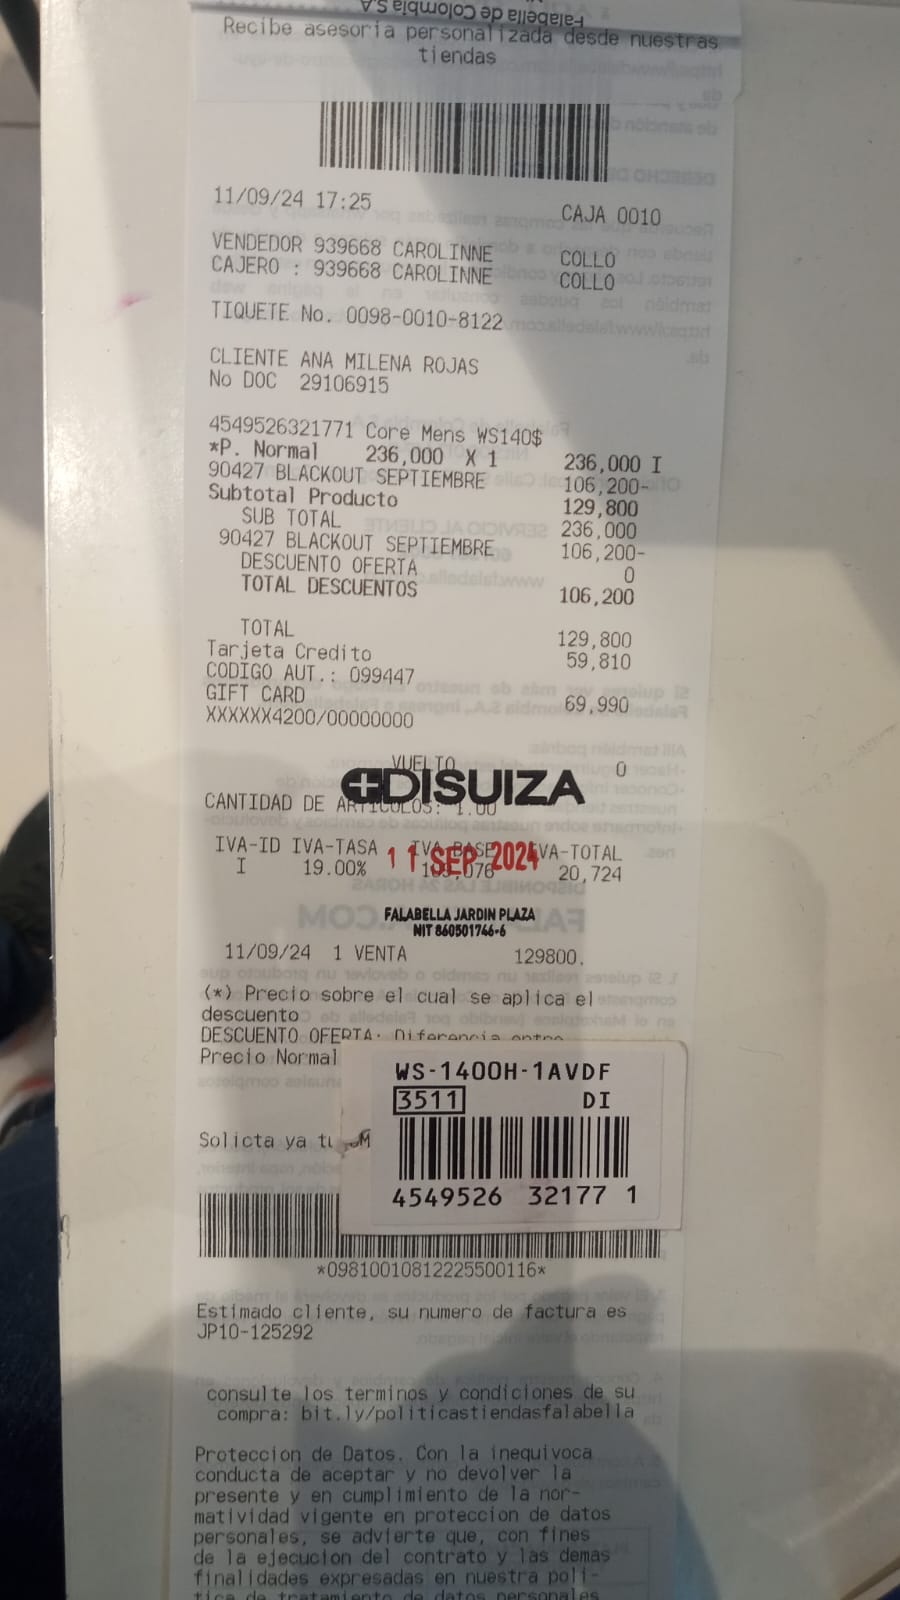 Falabella de Colombia S.A
Recibe asesoria personalizada desde nuestras
tiendas
11/09/24 17:25 CAJA 0010
VENDEDOR 939668 CAROLINNE COLLO
CAJERO : 939668 CAROLINNE COLLO
TIQUETE No. 0098-0010-8122
CLIENTE ANA MILENA ROJAS
No DOC 29106915
4549526321771 Core Mens WS140$
*P. Normal 236,000 X 1 236,000 I
90427 BLACKOUT SEPTIEMBRE 106,200-
Subtotal Producto 129,800
SUB TOTAL 236,000
90427 BLACKOUT SEPTIEMBRE 106,200-
DESCUENTO OFERTA 0
TOTAL DESCUENTOS 106,200
TOTAL 129,800
Tarjeta Credito 59,810
CODIGO AUT.: 099447
GIFT CARD 69,990
XXXXXX4200/00000000
VUELTO 0
DISUIZA
CANTIDAD DE ARTICULOS: 1.00
IVA-ID IVA-TASA IVA-BASE IVA-TOTAL
11 SEP 2024
I 19.00% 20,724
FALABELLA JARDIN PLAZA
NIT 860501746-6
11/09/24 1 VENTA 129800.
(*) Precio sobre el cual se aplica el
descuento
DESCUENTO OFERTA: Diferencia entre
Precio Normal
WS-1400H-1AVDF
3511 DI
Solicta ya
4549526 32177 1
*09810010812225500116*
Estimado cliente, su numero de factura es
JP10-125292
consulte los terminos y condiciones de su
compra: bit.ly/politicastiendasfalabella
Proteccion de Datos. Con la inequivoca
conducta de aceptar y no devolver la
presente y en cumplimiento de la nor-
matividad vigente en proteccion de datos
personales, se advierte que, con fines
de la ejecucion del contrato y las demas
finalidades expresadas en nuestra poli-
tica de tratamiento de datos personales